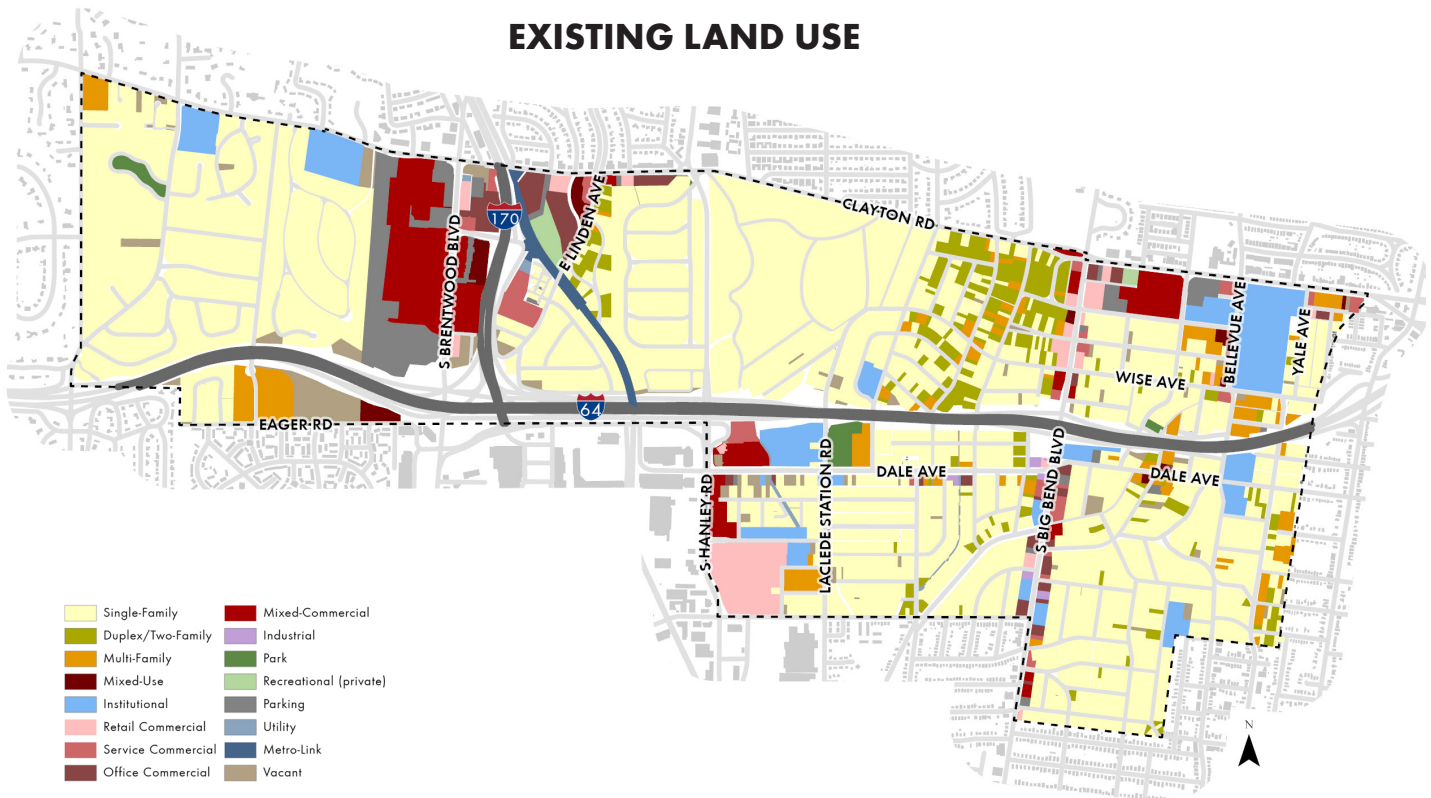 EXISTING LAND USE
170
S BRENTWOOD BLVD
E LINDEN AVE
CLAYTON RD
BELLEVUE AVE
YALE AVE
WISE AVE
64
EAGER RD
DALE AVE
DALE AVE
S HANLEY RD
LACLEDE STATION RD
S BIG BEND BLVD
Single-Family
Duplex/Two-Family
Multi-Family
Mixed-Use
Institutional
Retail Commercial
Service Commercial
Office Commercial
Mixed-Commercial
Industrial
Park
Recreational (private)
Parking
Utility
Metro-Link
Vacant
N